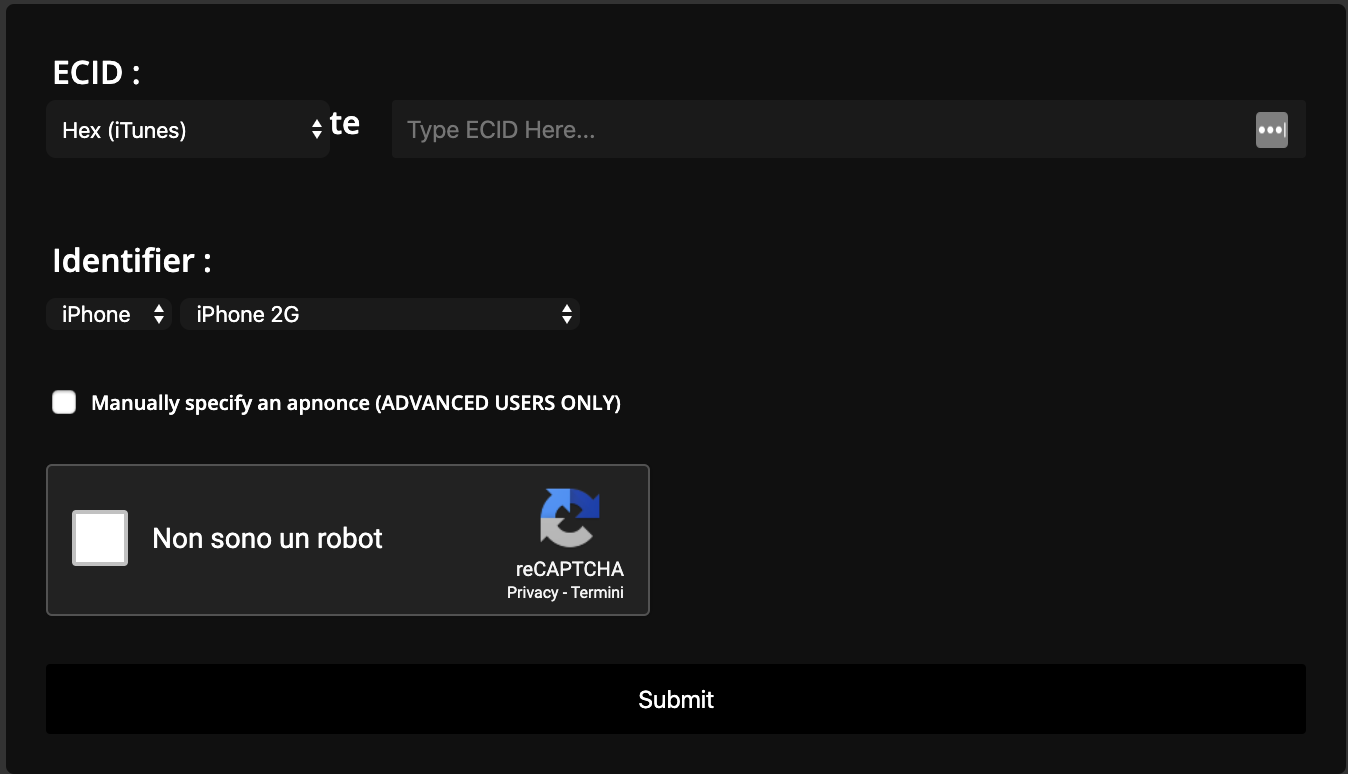 ECID :
Hex (iTunes)
te
Type ECID Here...
Identifier :
iPhone
iPhone 2G
Manually specify an apnonce (ADVANCED USERS ONLY)
Non sono un robot
reCAPTCHA
Privacy - Termini
Submit